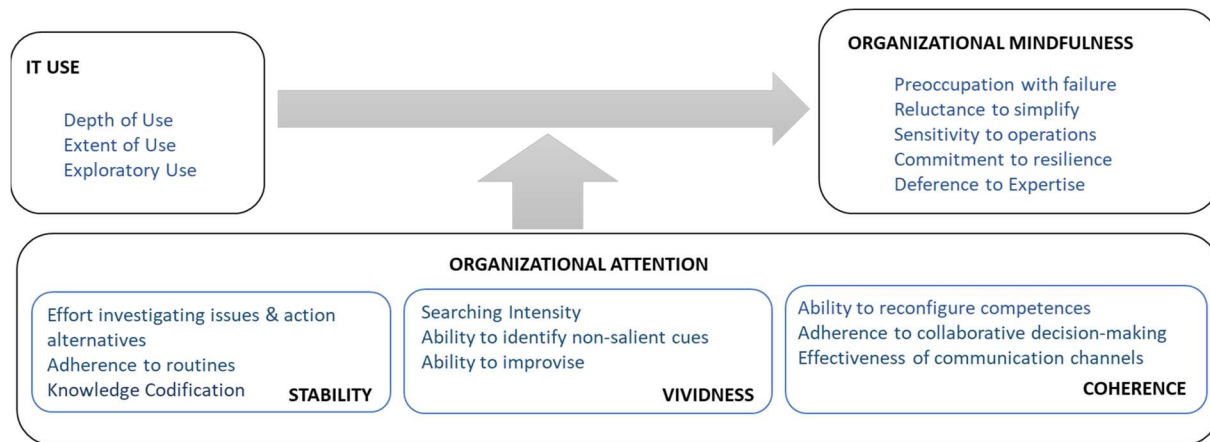 IT USE
Depth of Use
Extent of Use
Exploratory Use
ORGANIZATIONAL MINDFULNESS
Preoccupation with failure
Reluctance to simplify
Sensitivity to operations
Commitment to resilience
Deference to Expertise
ORGANIZATIONAL ATTENTION
Effort investigating issues & action
alternatives
Adherence to routines
Knowledge Codification
STABILITY
Searching Intensity
Ability to identify non-salient cues
Ability to improvise
VIVIDNESS
Ability to reconfigure competences
Adherence to collaborative decision-making
Effectiveness of communication channels
COHERENCE